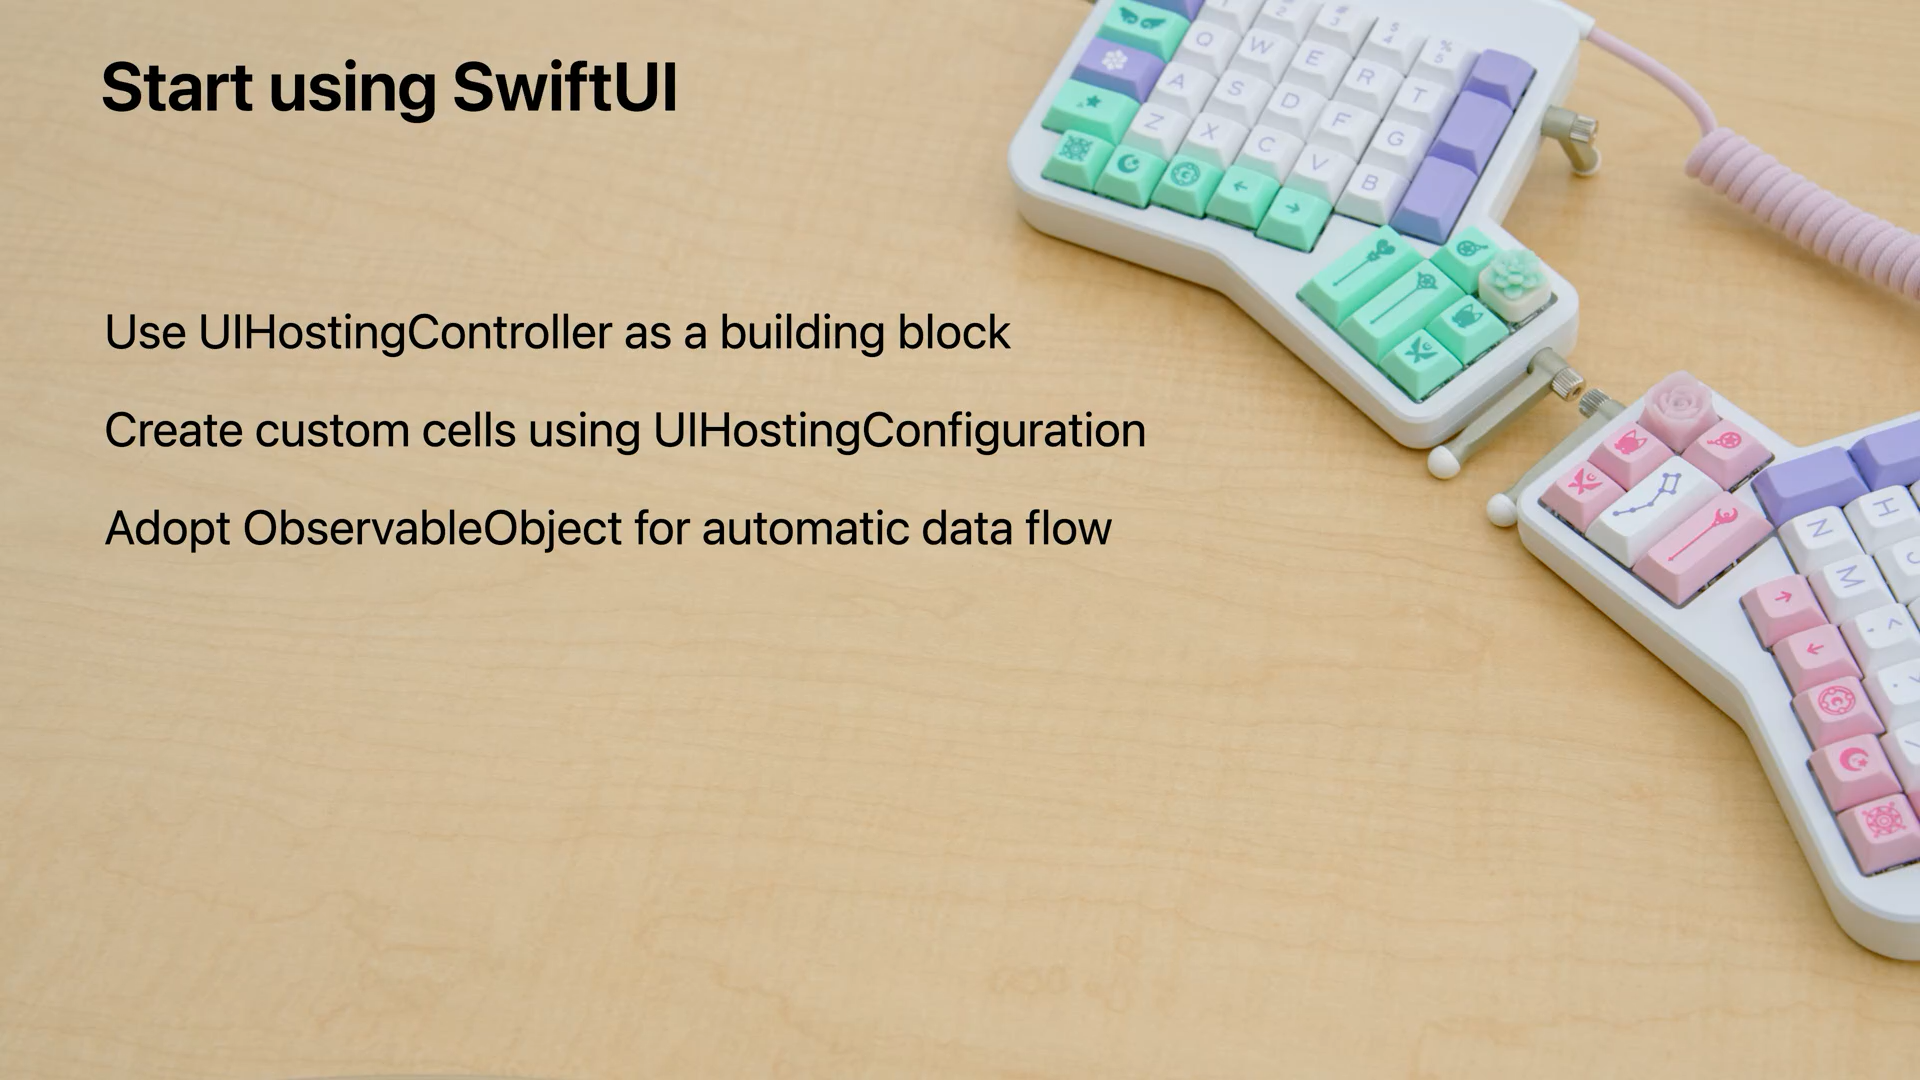 Start using SwiftUI
Use UIHostingController as a building block
Create custom cells using UIHostingConfiguration
Adopt ObservableObject for automatic data flow
Q W E R T
A S D F G
Z X C V B
N H
M